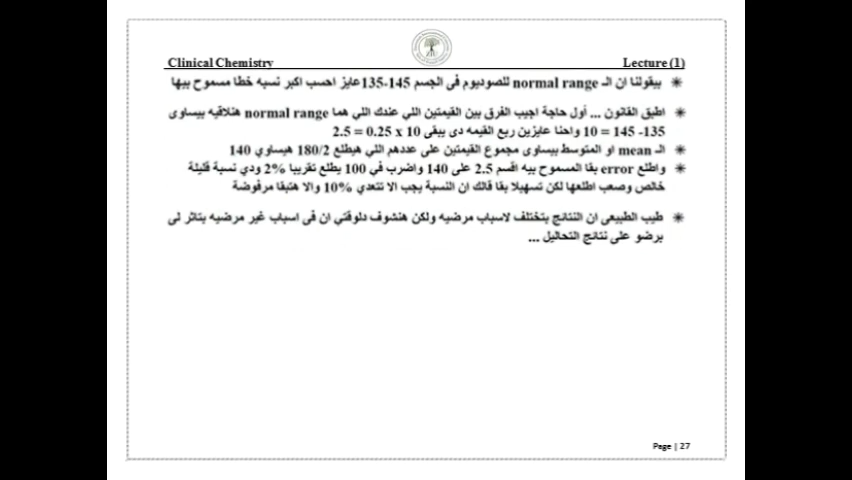 Clinical Chemistry
Lecture (1)
* بيقولنا ان الـ normal range للصوديوم فى الجسم 145-135 عايز احسب اكبر نسبه خطا مسموح بيها
* اطبق القانون ... أول حاجة اجيب الفرق بين القيمتين اللي عندك اللي هما normal range هتلاقيه بيساوى
135- 145 = 10 واحنا عايزين ربع القيمه دى يبقى 10 x 0.25 = 2.5
* الـ mean او المتوسط بيساوى مجموع القيمتين على عددهم اللي هيطلع 180/2 هيساوي 140
* واطلع error بقا المسموح بيه اقسم 2.5 على 140 واضرب في 100 يطلع تقريبا 2% ودي نسبة قليلة
خالص وصعب اطلعها لكن تسهيلا بقا قالك ان النسبة يجب الا تتعدي 10% والا هتبقا مرفوضة
* طيب الطبيعى ان النتائج بتختلف لاسباب مرضيه ولكن هنشوف دلوقتي ان فى اسباب غير مرضيه بتاثر لى
برضو على نتائج التحاليل ...
Page | 27